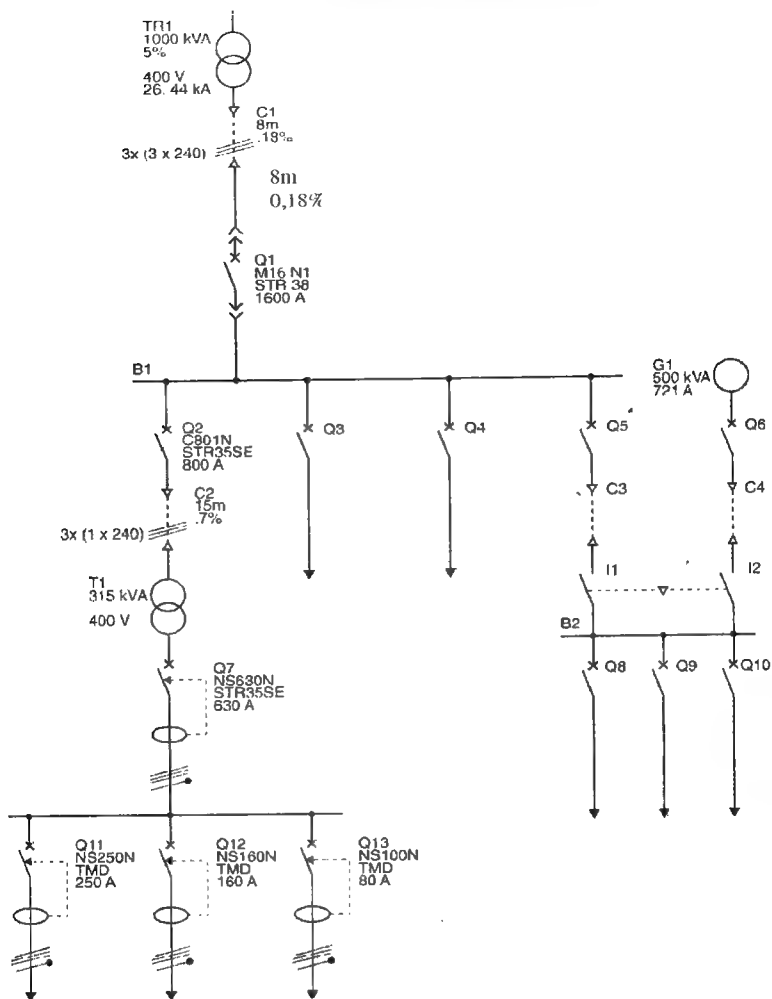 TR1
1000 kVA
5%
400 V
26. 44 kA
C1
8m
.18%
3x (3 x 240)
8m
0,18%
Q1
M16 N1
STR 38
1600 A
B1
G1
500 kVA
721 A
Q2
C801N
STR35SE
800 A
Q3
Q4
Q5
Q6
C2
15m
.7%
3x (1 x 240)
C3
C4
T1
315 kVA
400 V
I1
I2
B2
Q7
NS630N
STR35SE
630 A
Q8
Q9
Q10
Q11
NS250N
TMD
250 A
Q12
NS160N
TMD
160 A
Q13
NS100N
TMD
80 A